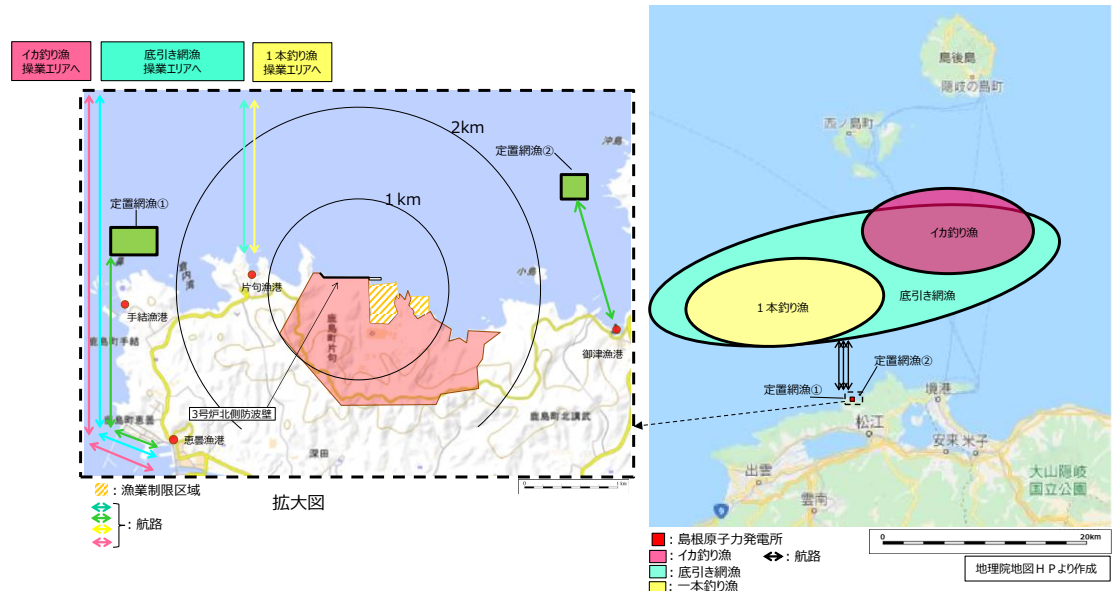 イカ釣り漁
操業エリアへ
底引き網漁
操業エリアへ
1本釣り漁
操業エリアへ
2km
1km
定置網漁①
定置網漁②
沖島
小島
片句漁港
手結漁港
御津漁港
恵曇漁港
鹿島町手結
鹿島町片句
鹿島町恵曇
鹿島町北講武
深田
3号炉北側防波壁
：漁業制限区域
：航路
拡大図
1km
島後島
隠岐の島町
西ノ島町
イカ釣り漁
底引き網漁
1本釣り漁
定置網漁②
定置網漁①
境港
松江
安来
米子
出雲
雲南
大山隠岐
国立公園
9
：島根原子力発電所
：イカ釣り漁
：航路
：底引き網漁
：一本釣り漁
0
20km
地理院地図ＨＰより作成